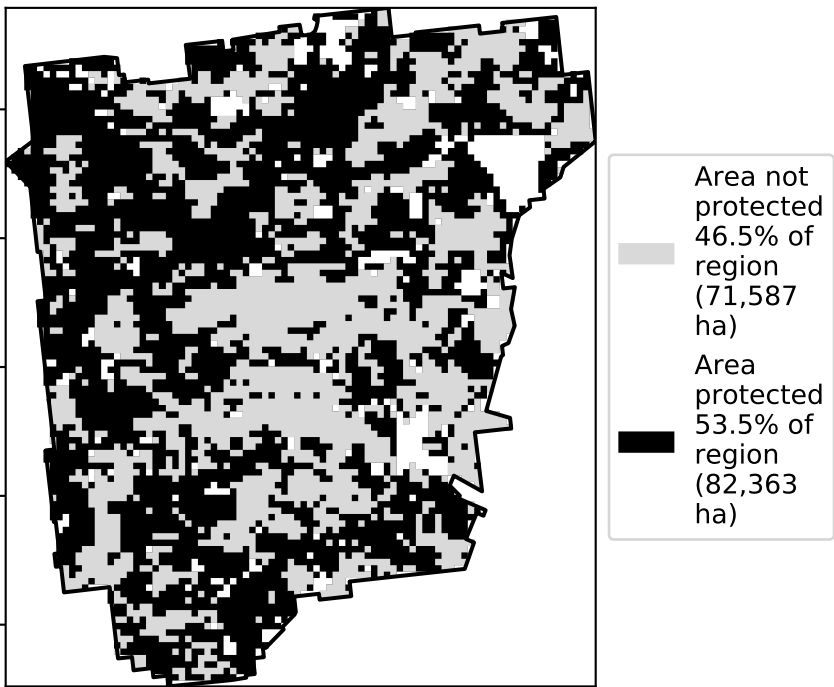 Area not
protected
46.5% of
region
(71,587
ha)
Area
protected
53.5% of
region
(82,363
ha)